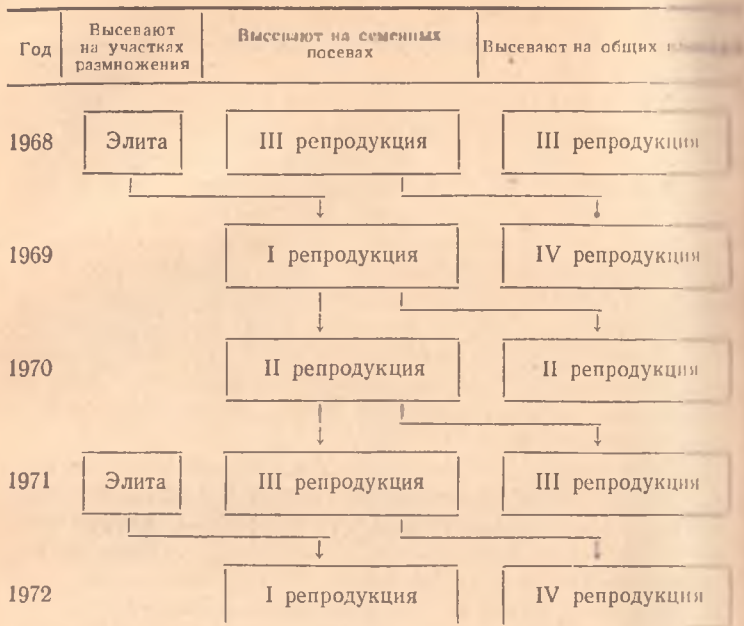 Год
Высевают
на участках
размножения
Высевают на семенных
посевах
Высевают на общих
1968 Элита III репродукция III репродукция
1969 I репродукция IV репродукция
1970 II репродукция II репродукция
1971 Элита III репродукция III репродукция
1972 I репродукция IV репродукция